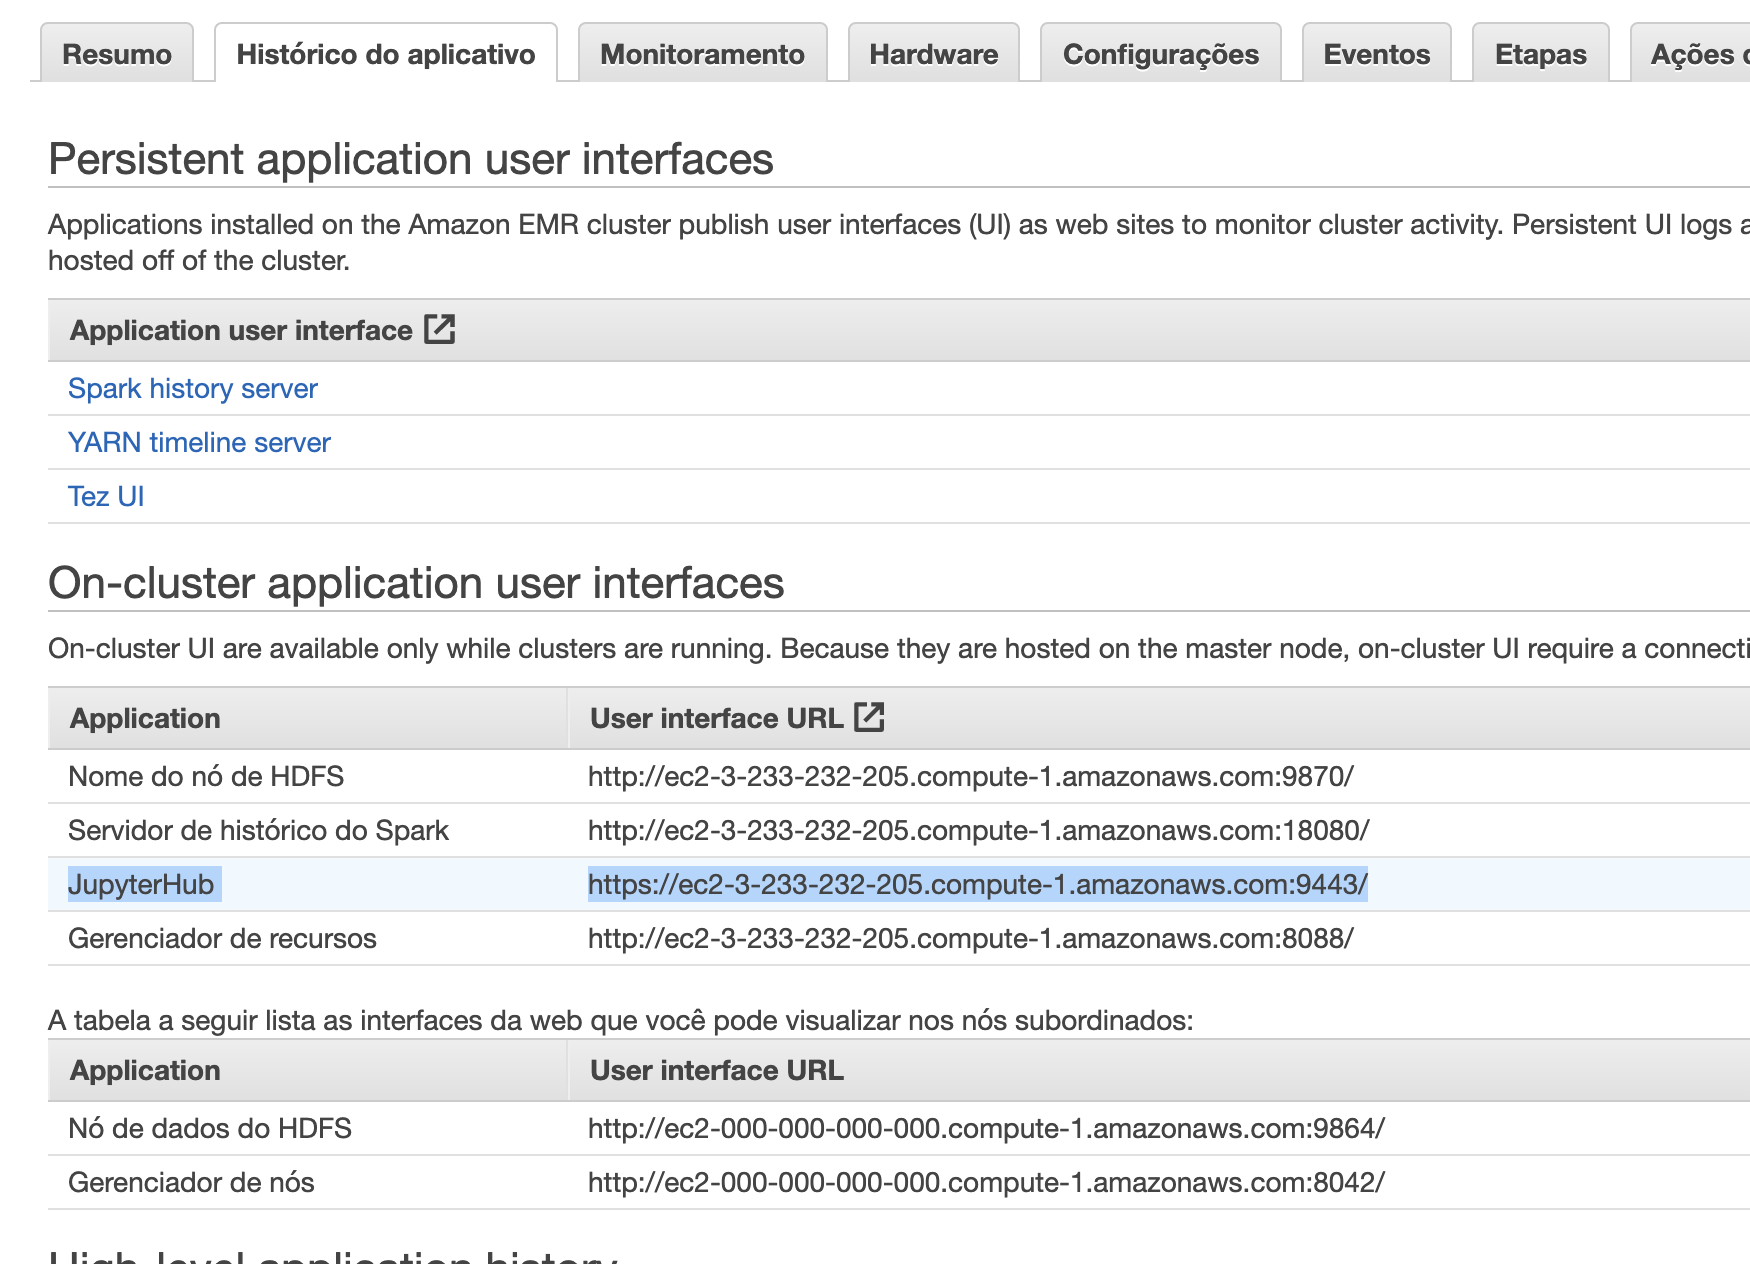 Resumo Histórico do aplicativo Monitoramento Hardware Configurações Eventos Etapas Ações
Persistent application user interfaces
Applications installed on the Amazon EMR cluster publish user interfaces (UI) as web sites to monitor cluster activity. Persistent UI logs
hosted off of the cluster.
Application user interface
Spark history server
YARN timeline server
Tez UI
On-cluster application user interfaces
On-cluster UI are available only while clusters are running. Because they are hosted on the master node, on-cluster UI require a connecti
Application User interface URL
Nome do nó de HDFS http://ec2-3-233-232-205.compute-1.amazonaws.com:9870/
Servidor de histórico do Spark http://ec2-3-233-232-205.compute-1.amazonaws.com:18080/
JupyterHub https://ec2-3-233-232-205.compute-1.amazonaws.com:9443/
Gerenciador de recursos http://ec2-3-233-232-205.compute-1.amazonaws.com:8088/
A tabela a seguir lista as interfaces da web que você pode visualizar nos nós subordinados:
Application User interface URL
Nó de dados do HDFS http://ec2-000-000-000-000.compute-1.amazonaws.com:9864/
Gerenciador de nós http://ec2-000-000-000-000.compute-1.amazonaws.com:8042/
High-level application history